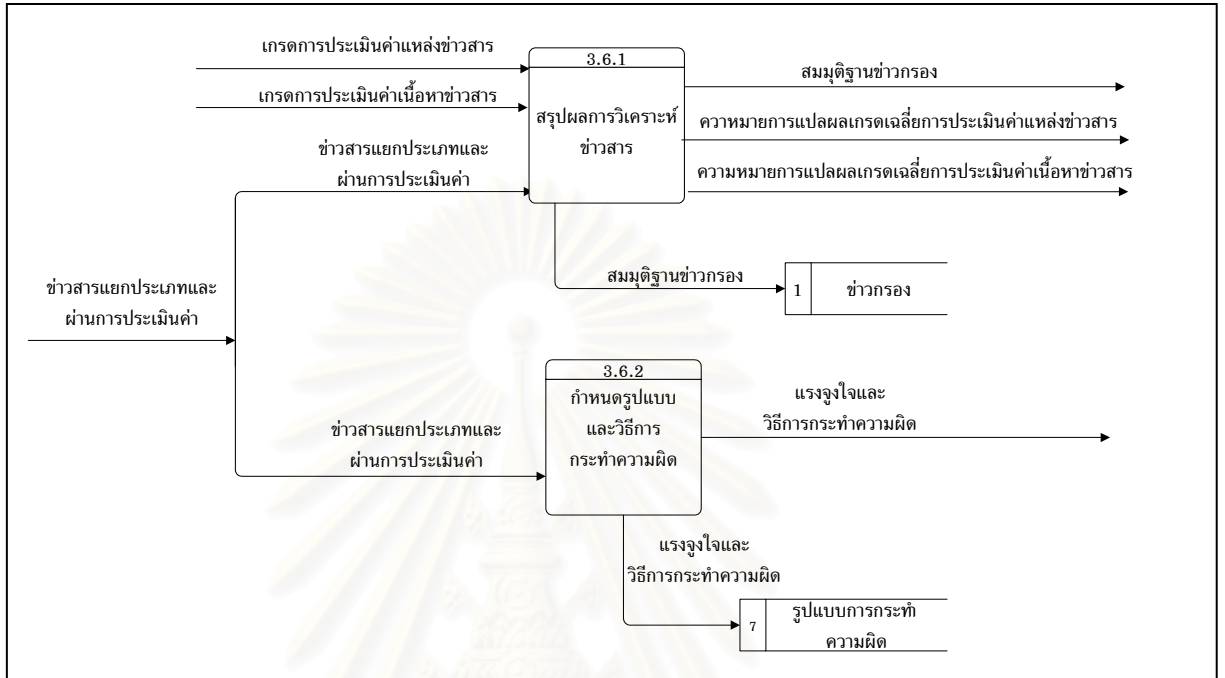 เกรดการประเมินค่าแหล่งข่าวสาร
เกรดการประเมินค่าเนื้อหาข่าวสาร
ข่าวสารแยกประเภทและ
ผ่านการประเมินค่า
3.6.1
สรุปผลการวิเคราะห์
ข่าวสาร
สมมุติฐานข่าวกรอง
ควาหมายการแปลผลเกรดเฉลี่ยการประเมินค่าแหล่งข่าวสาร
ความหมายการแปลผลเกรดเฉลี่ยการประเมินค่าเนื้อหาข่าวสาร
สมมุติฐานข่าวกรอง
1
ข่าวกรอง
ข่าวสารแยกประเภทและ
ผ่านการประเมินค่า
ข่าวสารแยกประเภทและ
ผ่านการประเมินค่า
3.6.2
กำหนดรูปแบบ
และวิธีการ
กระทำความผิด
แรงจูงใจและ
วิธีการกระทำความผิด
แรงจูงใจและ
วิธีการกระทำความผิด
7
รูปแบบการกระทำ
ความผิด